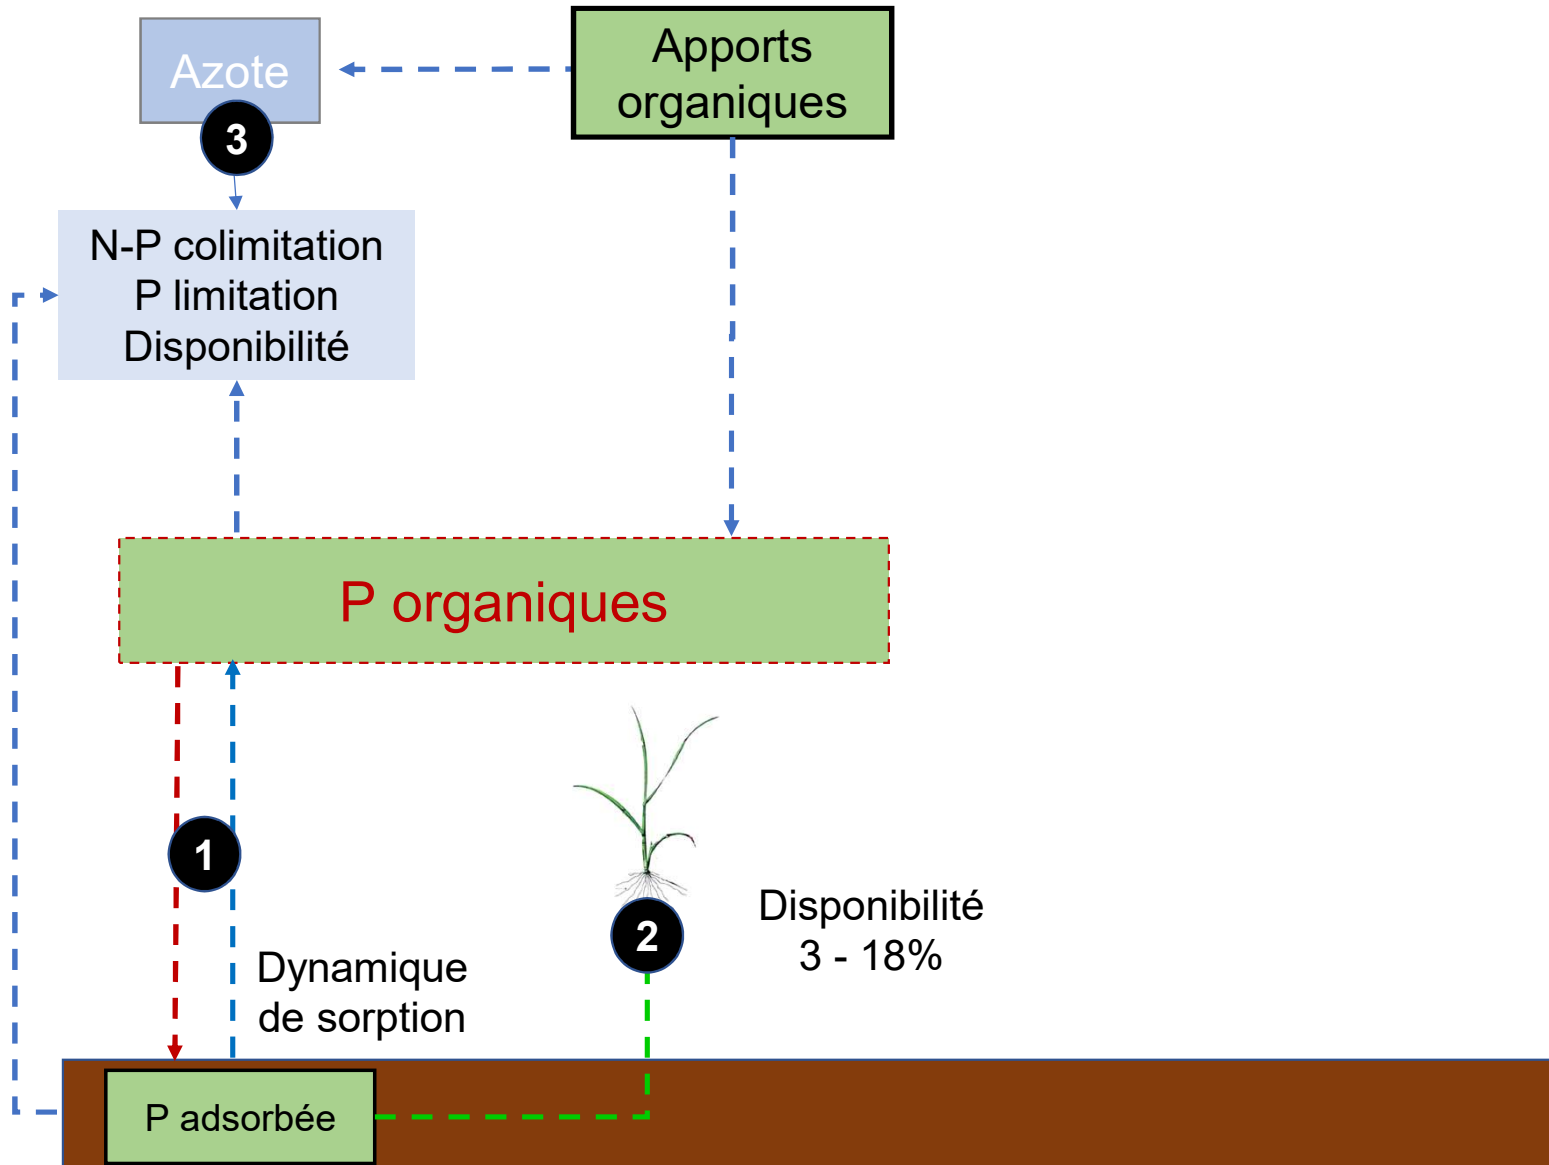 Azote
Apports
organiques
3
N-P colimitation
P limitation
Disponibilité
P organiques
1
2
Disponibilité
3 - 18%
Dynamique
de sorption
P adsorbée